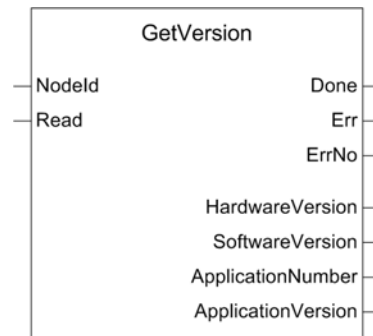 GetVersion
NodeId Done
Read Err
ErrNo
HardwareVersion
SoftwareVersion
ApplicationNumber
ApplicationVersion